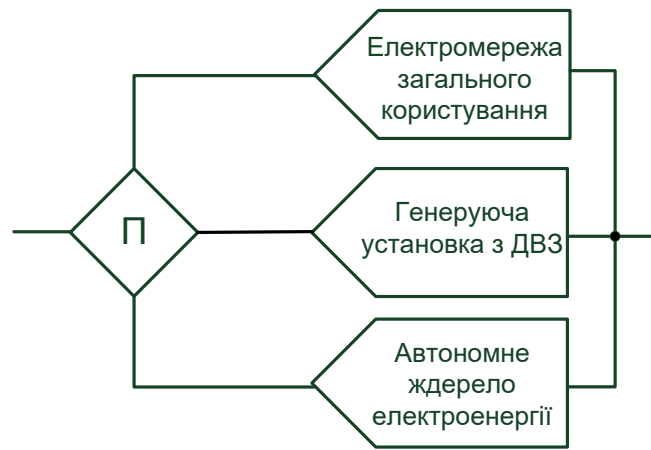 Електромережа
загального
користування
П
Генеруюча
установка з ДВЗ
Автономне
ждерело
електроенергії